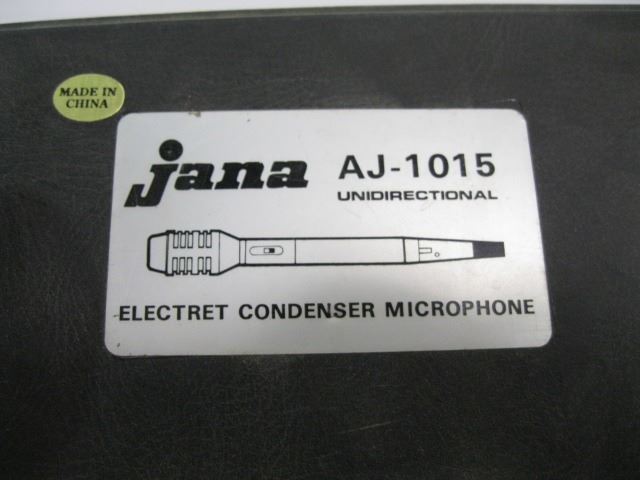 MADE IN
CHINA
jana AJ-1015
UNIDIRECTIONAL
ELECTRET CONDENSER MICROPHONE